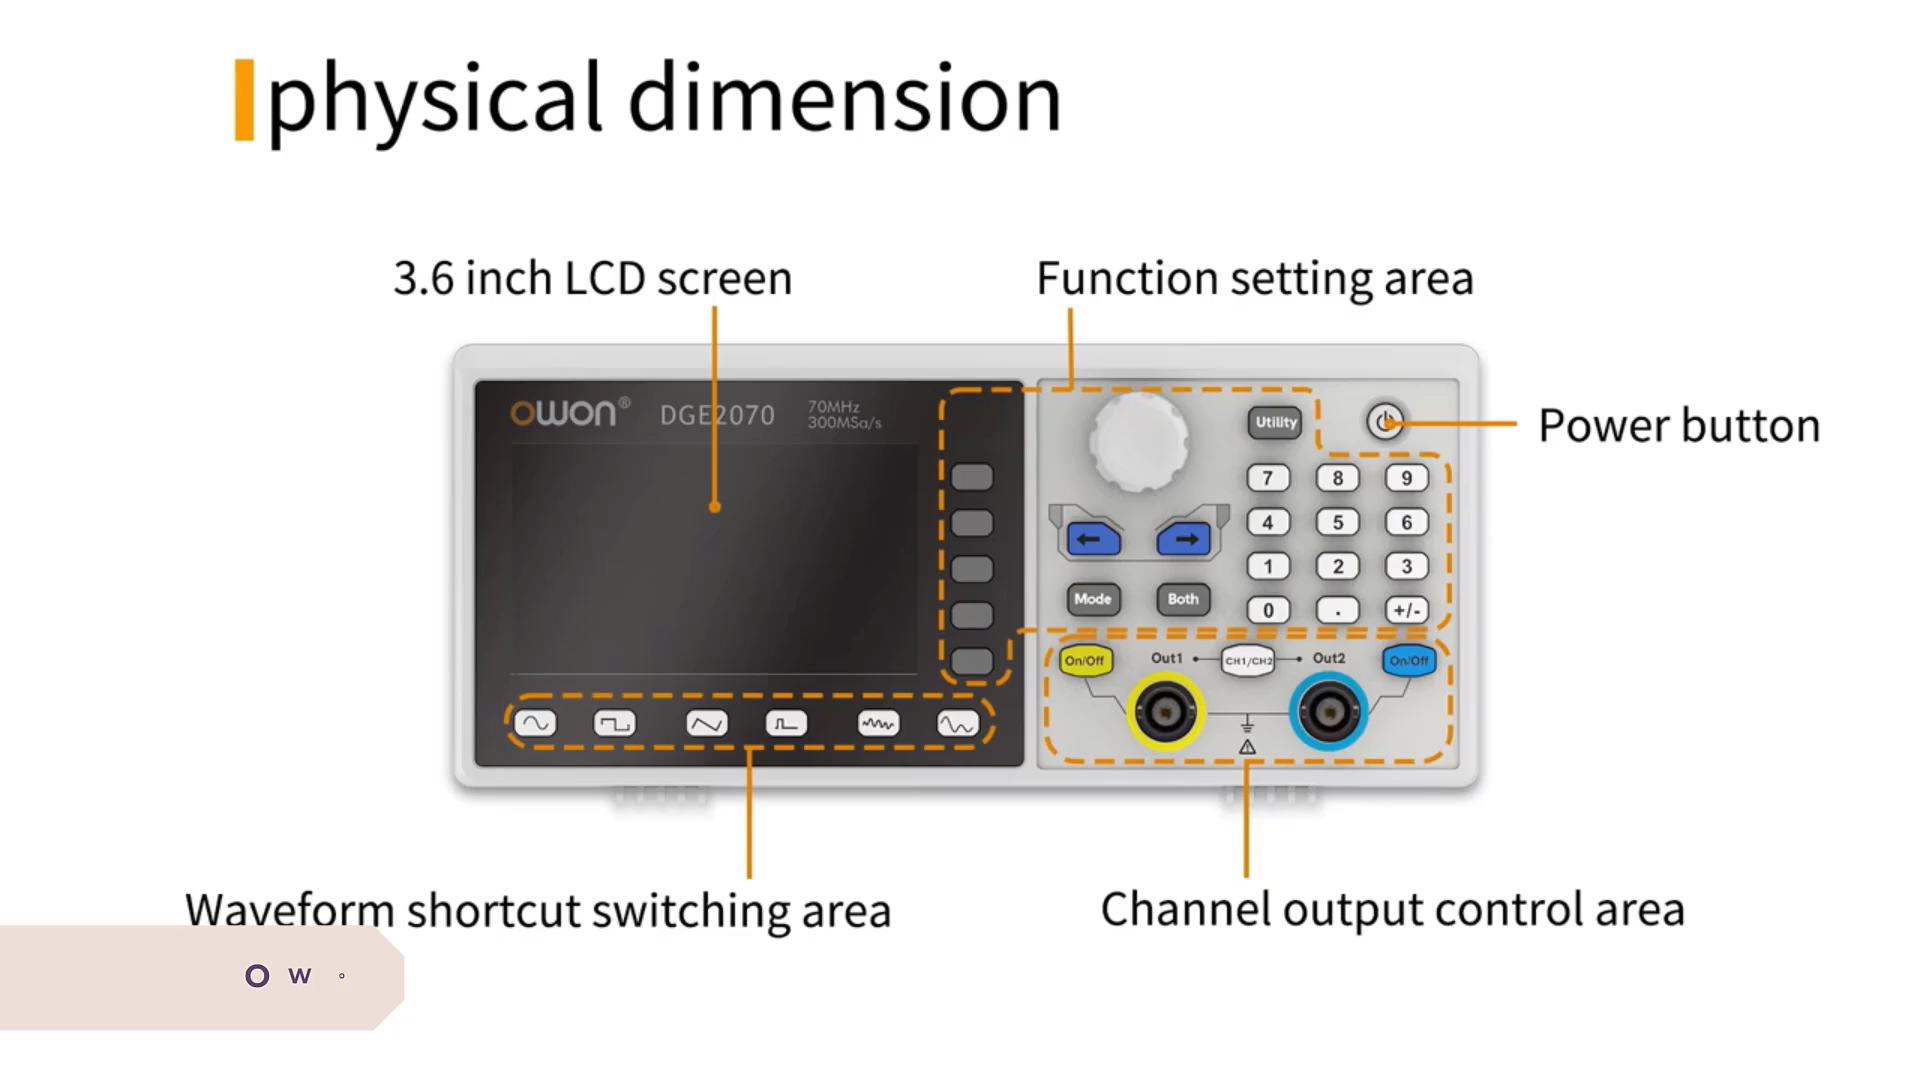 physical dimension
3.6 inch LCD screen
Function setting area
owon® DGE2070 70MHz
300MSa/s
Utility
Power button
7 8 9
4 5 6
1 2 3
Mode Both
0 . +/-
On/Off Out1 CH1/CH2 Out2 On/Off
Waveform shortcut switching area
Channel output control area
O W